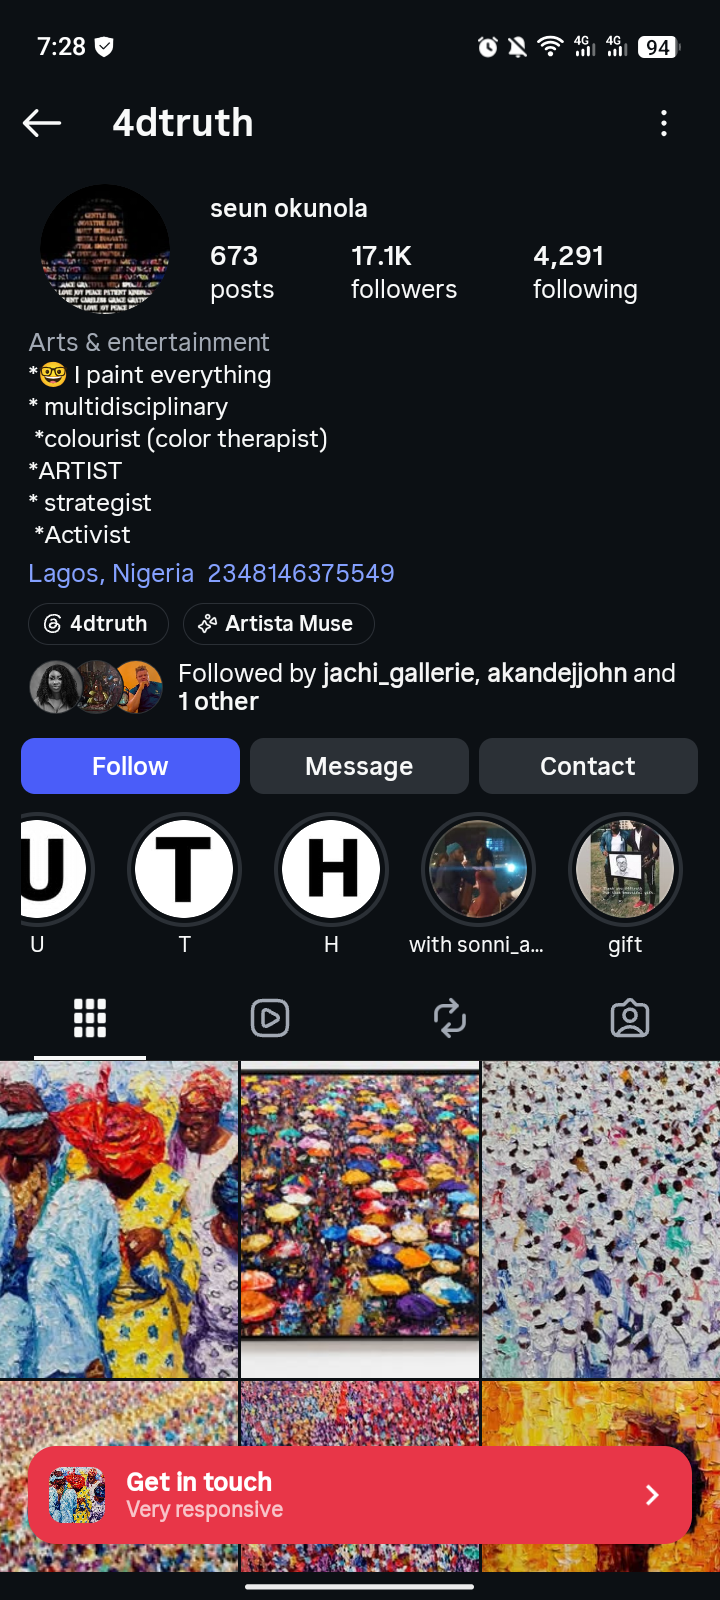 7:28
4G 4G 94
4dtruth
seun okunola
673 17.1K 4,291
posts followers following
Arts & entertainment
*🤓 I paint everything
* multidisciplinary
*colourist (color therapist)
*ARTIST
* strategist
*Activist
Lagos, Nigeria 2348146375549
4dtruth Artista Muse
Followed by jachi_gallerie, akandejjohn and
1 other
Follow Message Contact
U T H
U T H with sonni_a... gift
Get in touch
Very responsive